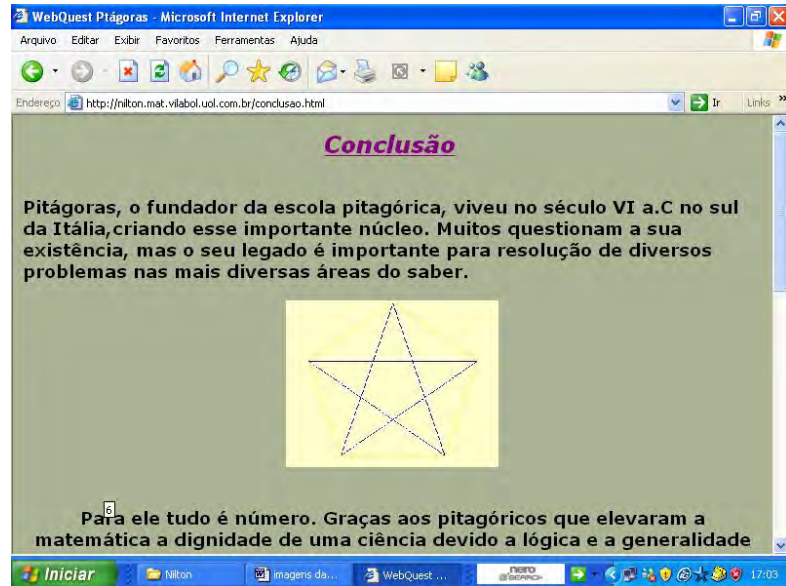 WebQuest Ptágoras - Microsoft Internet Explorer
Arquivo Editar Exibir Favoritos Ferramentas Ajuda
Endereço http://nilton.mat.vilabol.uol.com.br/conclusao.html Ir Links »
Conclusão
Pitágoras, o fundador da escola pitagórica, viveu no século VI a.C no sul
da Itália,criando esse importante núcleo. Muitos questionam a sua
existência, mas o seu legado é importante para resolução de diversos
problemas nas mais diversas áreas do saber.
6
Para ele tudo é número. Graças aos pitagóricos que elevaram a
matemática a dignidade de uma ciência devido a lógica e a generalidade
Iniciar Nilton imagens da... WebQuest ... nero SEARCH 17:03